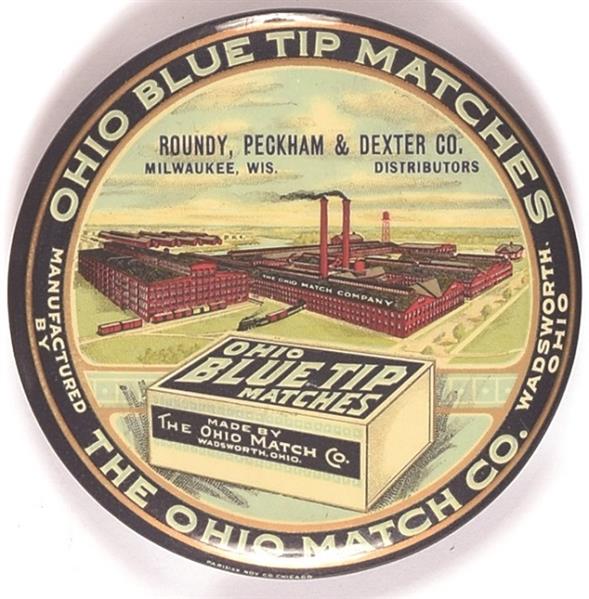 OHIO BLUE TIP MATCHES
ROUNDY, PECKHAM & DEXTER CO.
MILWAUKEE, WIS. DISTRIBUTORS
THE OHIO MATCH COMPANY
OHIO
BLUE TIP
MATCHES
MADE BY
THE OHIO MATCH CO.
WADSWORTH, OHIO.
MANUFACTURED
BY
THE OHIO MATCH CO.
WADSWORTH.
OHIO
CHICAGO